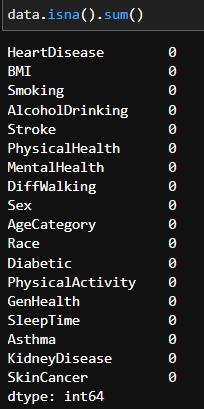 data.isna().sum()
HeartDisease 0
BMI 0
Smoking 0
AlcoholDrinking 0
Stroke 0
PhysicalHealth 0
MentalHealth 0
DiffWalking 0
Sex 0
AgeCategory 0
Race 0
Diabetic 0
PhysicalActivity 0
GenHealth 0
SleepTime 0
Asthma 0
KidneyDisease 0
SkinCancer 0
dtype: int64